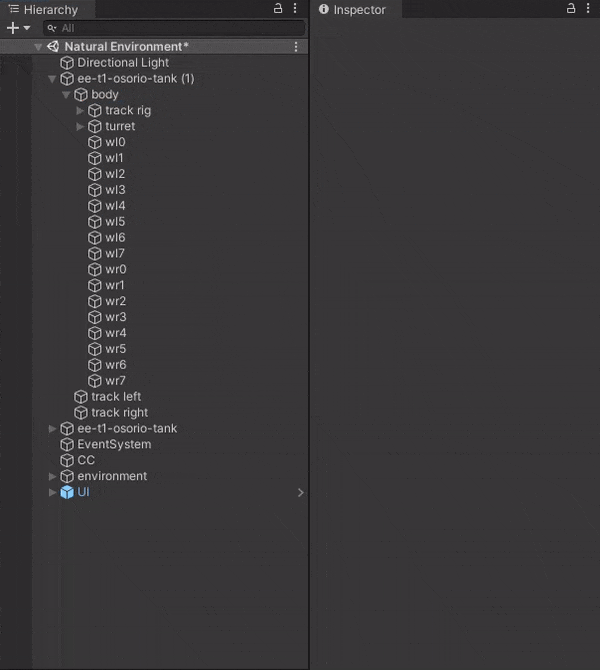 Hierarchy
Inspector
All
Natural Environment*
Directional Light
ee-t1-osorio-tank (1)
body
track rig
turret
wl0
wl1
wl2
wl3
wl4
wl5
wl6
wl7
wr0
wr1
wr2
wr3
wr4
wr5
wr6
wr7
track left
track right
ee-t1-osorio-tank
EventSystem
CC
environment
UI